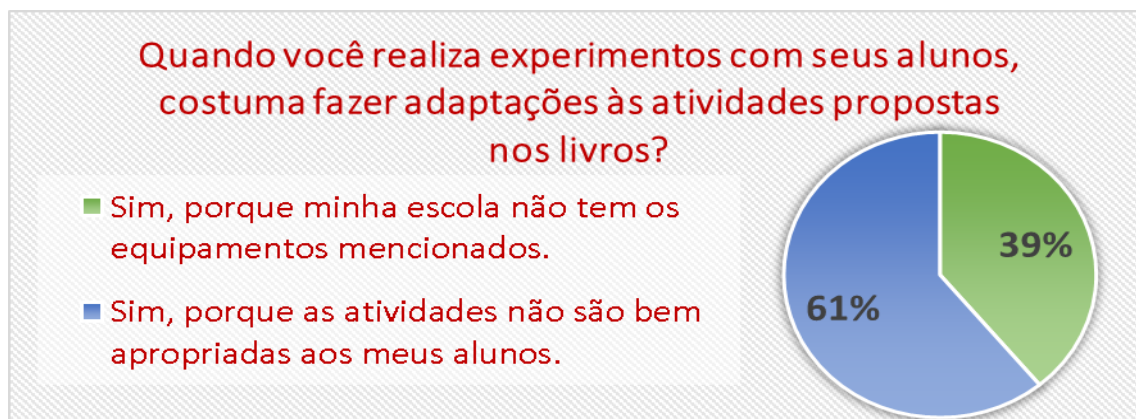 Quando você realiza experimentos com seus alunos,
costuma fazer adaptações às atividades propostas
nos livros?
Sim, porque minha escola não tem os
equipamentos mencionados.
Sim, porque as atividades não são bem
apropriadas aos meus alunos.
39%
61%